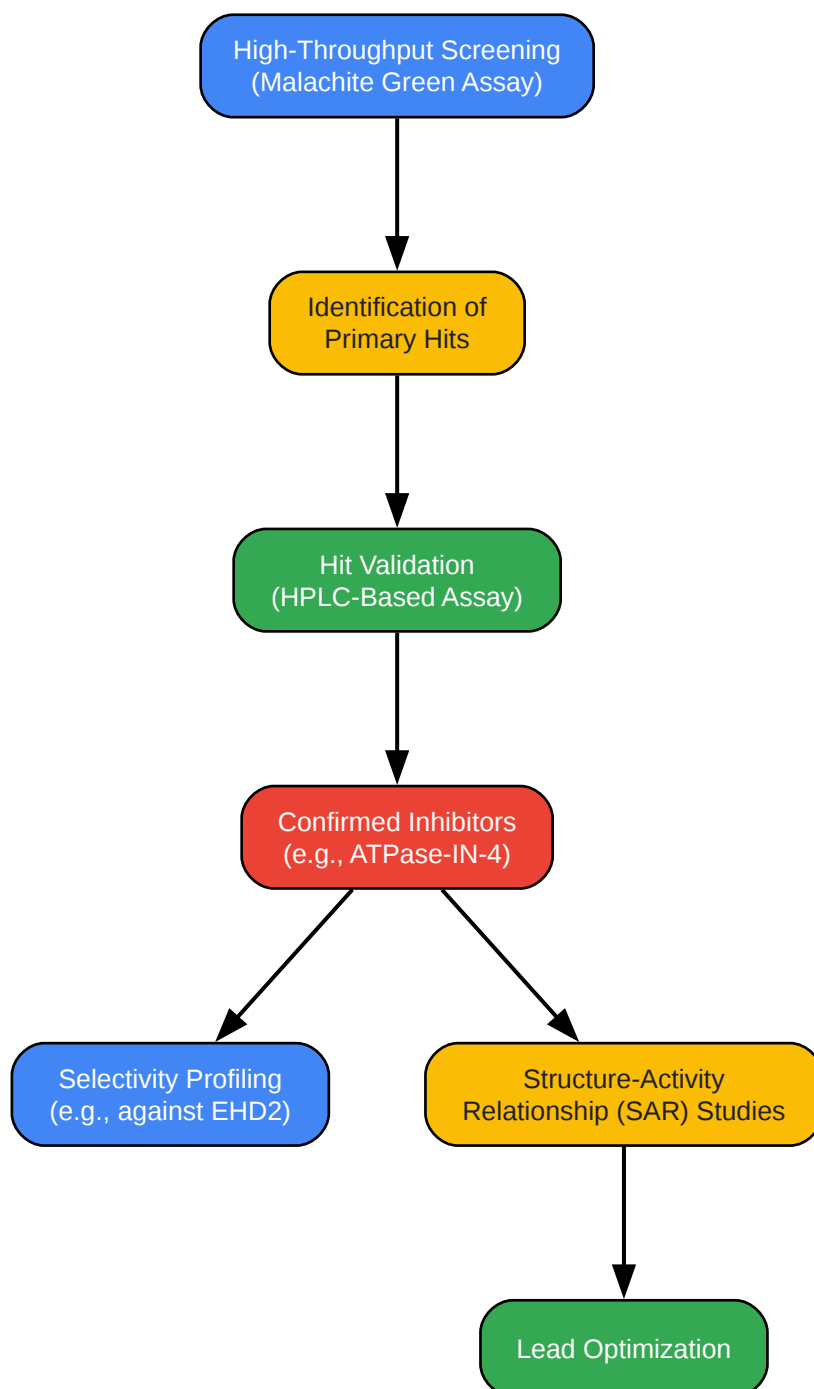 High-Throughput Screening
(Malachite Green Assay)
Identification of
Primary Hits
Hit Validation
(HPLC-Based Assay)
Confirmed Inhibitors
(e.g., ATPase-IN-4)
Selectivity Profiling
(e.g., against EHD2)
Structure-Activity
Relationship (SAR) Studies
Lead Optimization